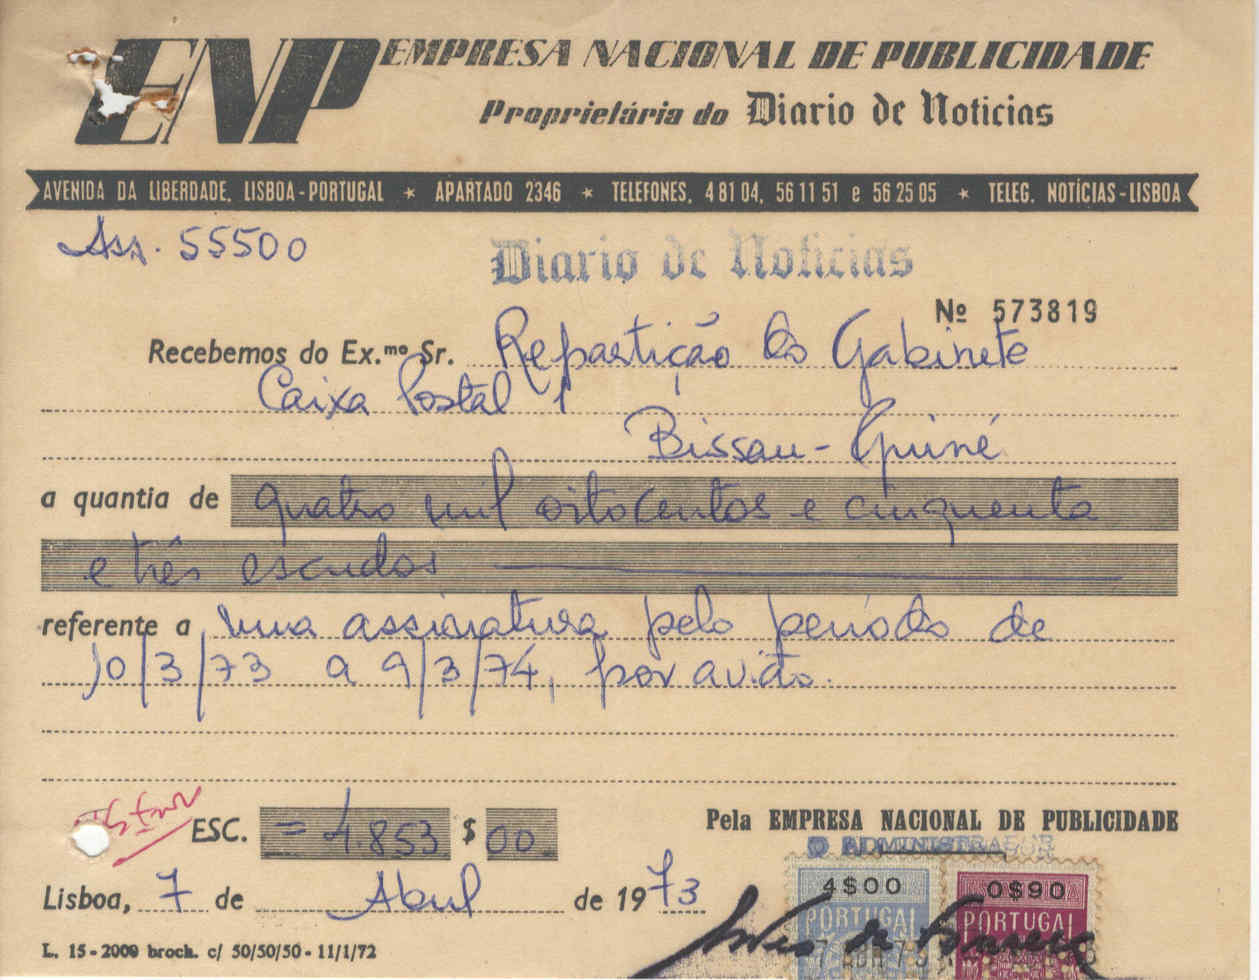 ENP EMPRESA NACIONAL DE PUBLICIDADE
Proprietária do Diario de Noticias
AVENIDA DA LIBERDADE, LISBOA - PORTUGAL ★ APARTADO 2346 ★ TELEFONES, 4 81 04, 56 11 51 e 56 25 05 ★ TELEG. NOTÍCIAS - LISBOA
Ass. 55500
Diario de Noticias
Nº 573819
Recebemos do Ex.mo Sr. Repartição do Gabinete
Caixa Postal 1
Bissau - Guiné
a quantia de quatro mil oitocentos e cinquenta
e três escudos
referente a uma assinatura pelo período de
10/3/73 a 9/3/74, por avião.
ESC. = 4.853 $ 00
Pela EMPRESA NACIONAL DE PUBLICIDADE
O ADMINISTRADOR
Lisboa, 7 de Abril de 1973
4$00 0$90
PORTUGAL PORTUGAL
L. 15 - 2000 broch. c/ 50/50/50 - 11/1/72